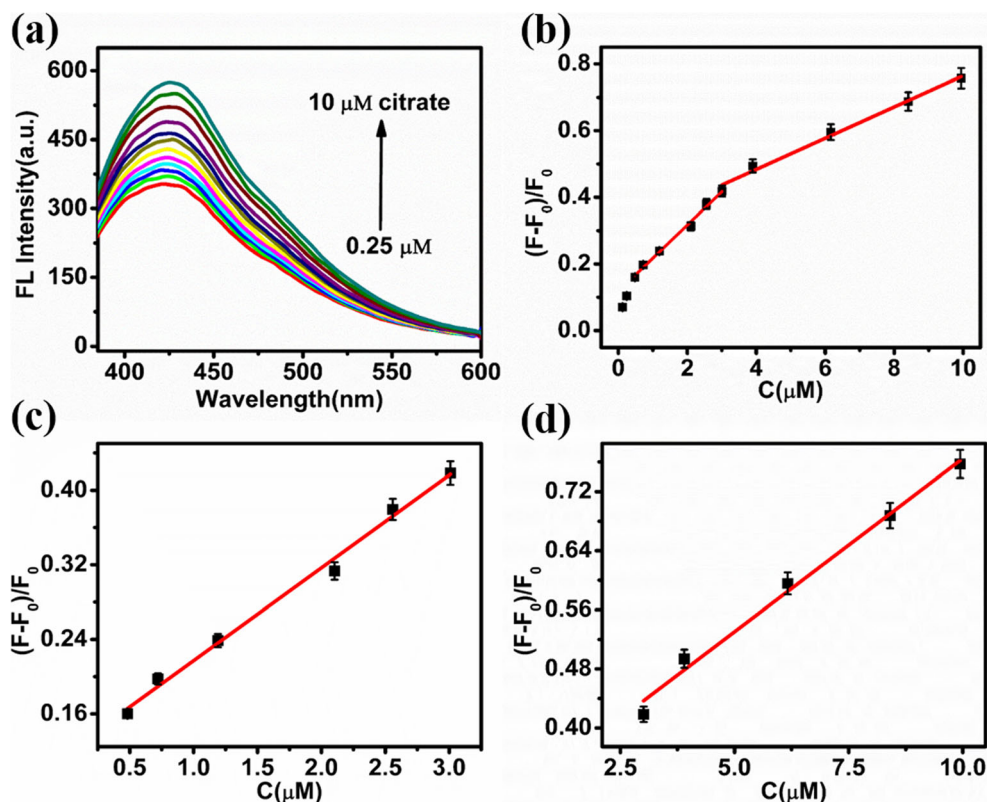 (a)
600
450
300
150
0
FL Intensity(a.u.)
10 μM citrate
0.25 μM
400 450 500 550 600
Wavelength(nm)
(b)
0.8
0.6
0.4
0.2
0.0
(F-F₀)/F₀
0 2 4 6 8 10
C(μM)
(c)
0.40
0.32
0.24
0.16
(F-F₀)/F₀
0.5 1.0 1.5 2.0 2.5 3.0
C(μM)
(d)
0.72
0.64
0.56
0.48
0.40
(F-F₀)/F₀
2.5 5.0 7.5 10.0
C(μM)